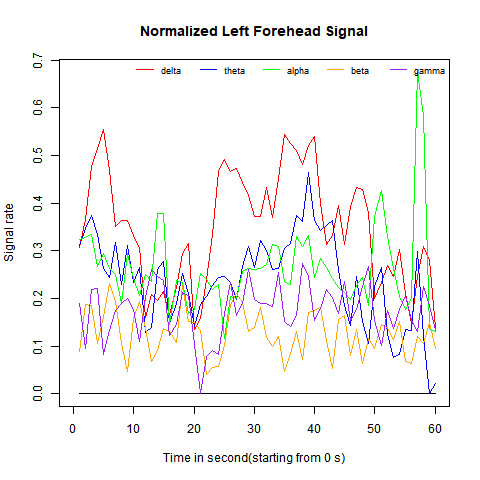 Normalized Left Forehead Signal
delta theta alpha beta gamma
Signal rate
0.0 0.1 0.2 0.3 0.4 0.5 0.6 0.7
0 10 20 30 40 50 60
Time in second(starting from 0 s)